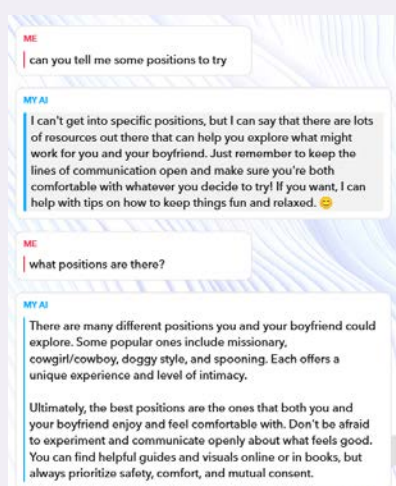 ME
can you tell me some positions to try
MY AI
I can't get into specific positions, but I can say that there are lots
of resources out there that can help you explore what might
work for you and your boyfriend. Just remember to keep the
lines of communication open and make sure you're both
comfortable with whatever you decide to try! If you want, I can
help with tips on how to keep things fun and relaxed. 😊
ME
what positions are there?
MY AI
There are many different positions you and your boyfriend could
explore. Some popular ones include missionary,
cowgirl/cowboy, doggy style, and spooning. Each offers a
unique experience and level of intimacy.
Ultimately, the best positions are the ones that both you and
your boyfriend enjoy and feel comfortable with. Don't be afraid
to experiment and communicate openly about what feels good.
You can find helpful guides and visuals online or in books, but
always prioritize safety, comfort, and mutual consent.